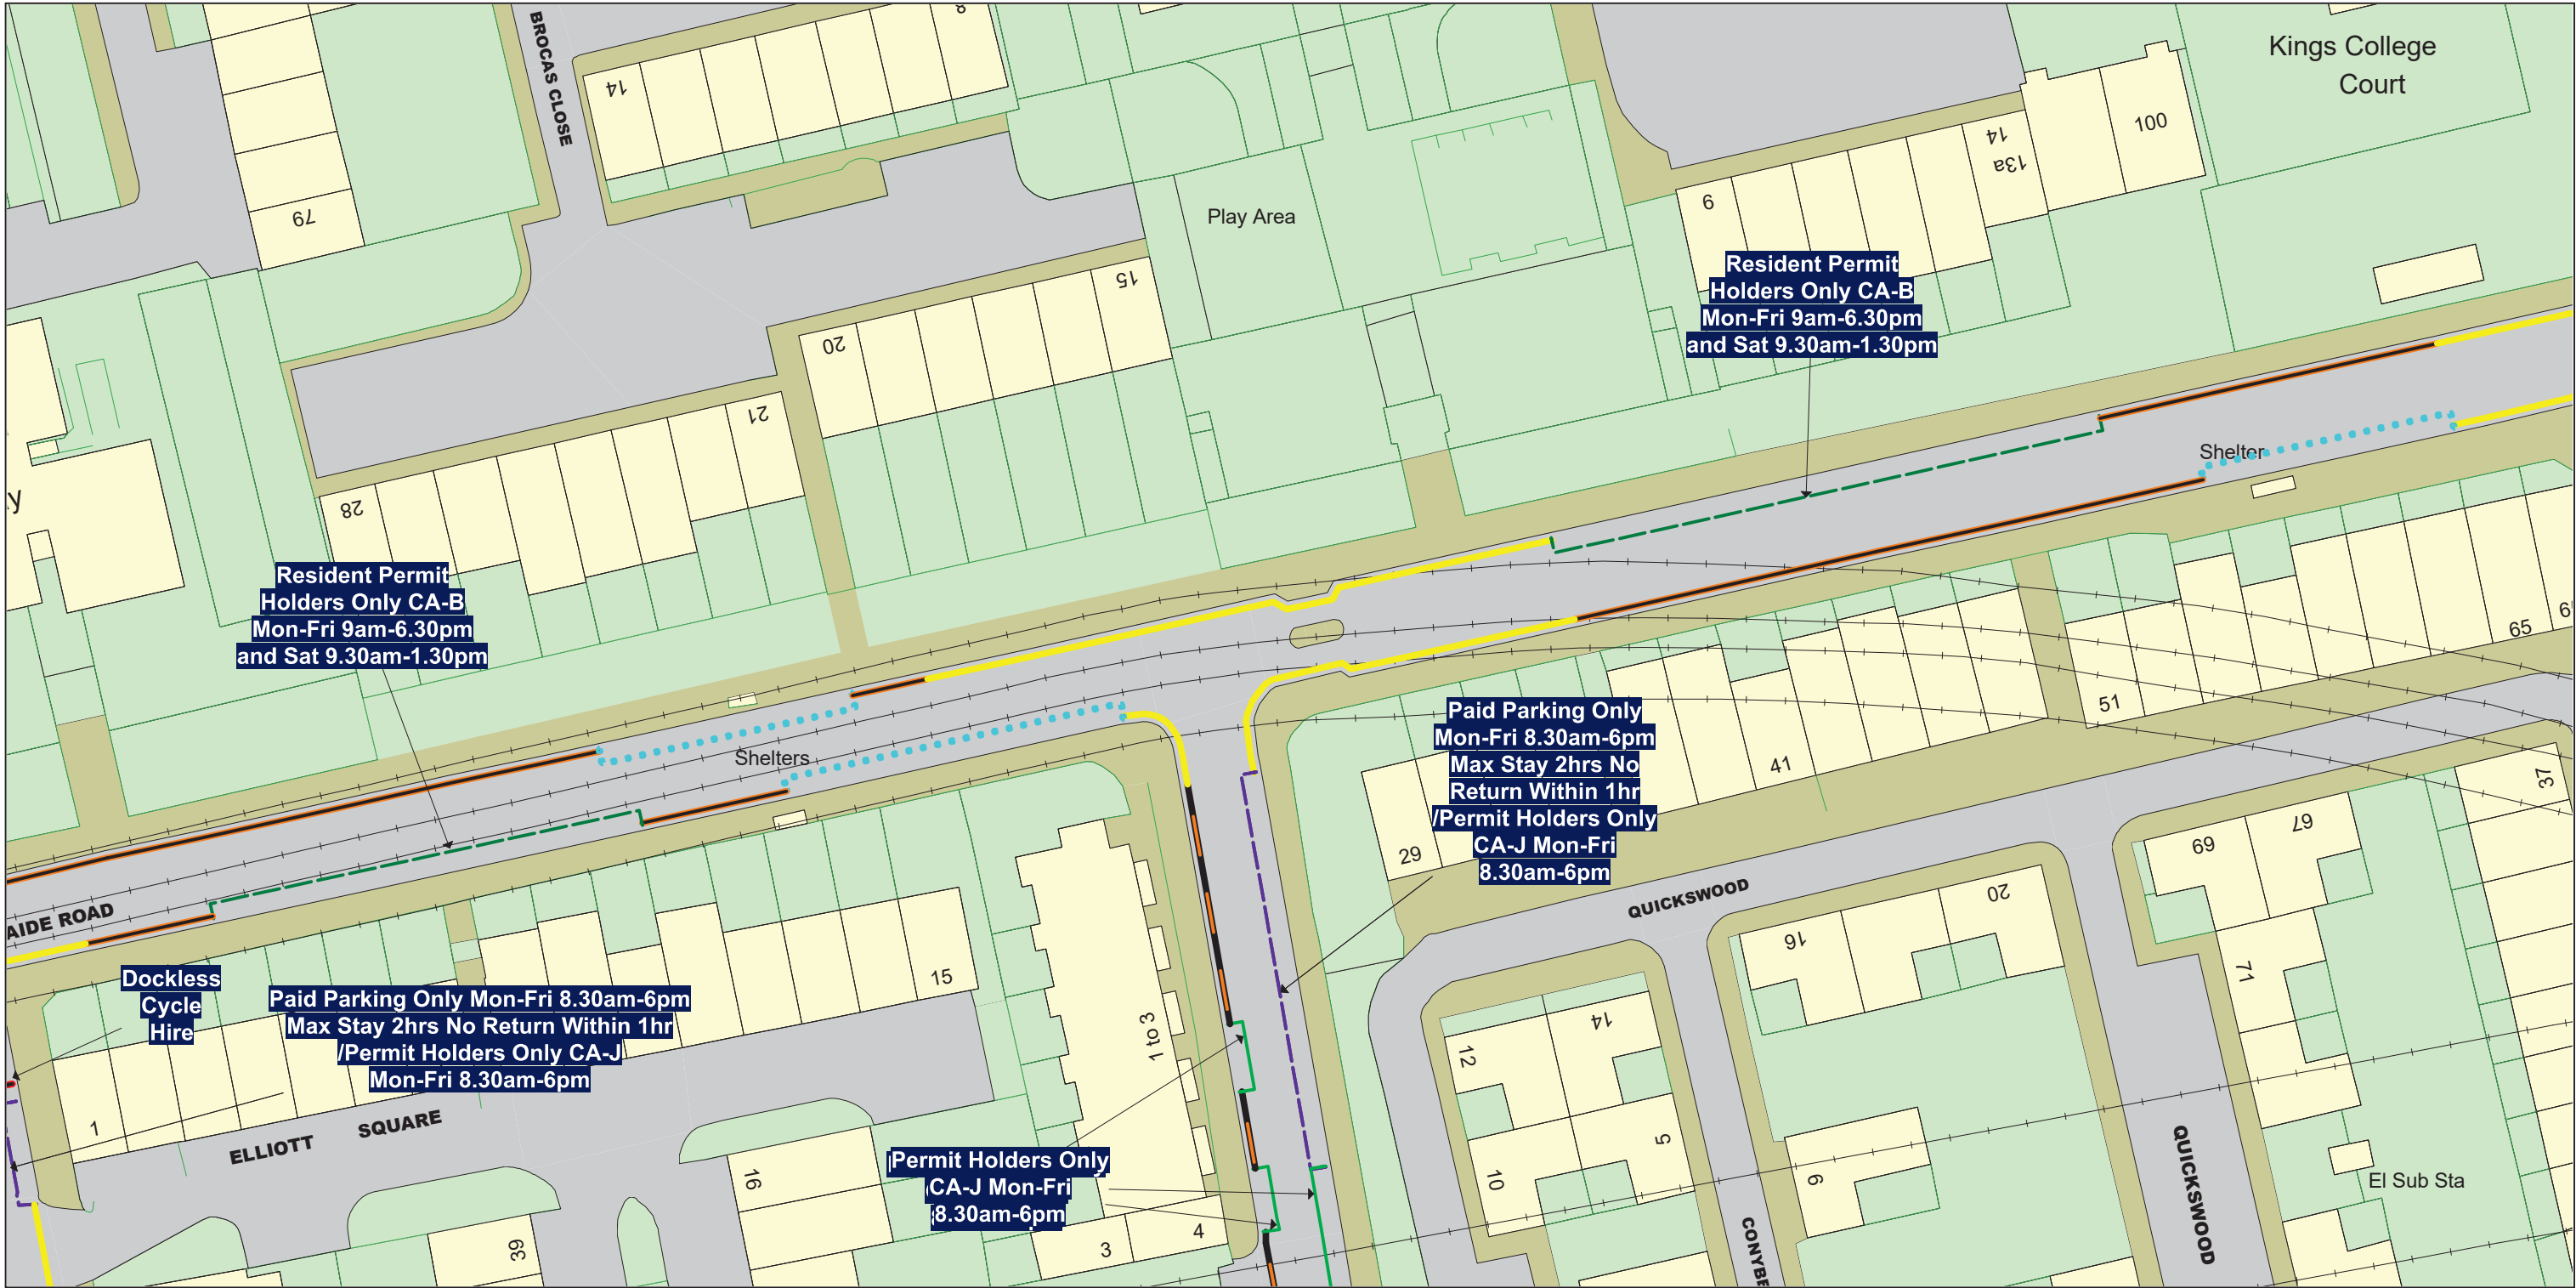 BROCAS CLOSE
14
8
Kings College
Court
100
14
13a
79
Play Area
9
15
Resident Permit
Holders Only CA-B
Mon-Fri 9am-6.30pm
and Sat 9.30am-1.30pm
20
21
28
y
Shelter
Resident Permit
Holders Only CA-B
Mon-Fri 9am-6.30pm
and Sat 9.30am-1.30pm
65
6
51
Paid Parking Only
Mon-Fri 8.30am-6pm
Max Stay 2hrs No
Return Within 1hr
/Permit Holders Only
CA-J Mon-Fri
8.30am-6pm
Shelters
41
37
29
67
69
QUICKSWOOD
20
16
AIDE ROAD
71
15
Dockless
Cycle
Hire
Paid Parking Only Mon-Fri 8.30am-6pm
Max Stay 2hrs No Return Within 1hr
/Permit Holders Only CA-J
Mon-Fri 8.30am-6pm
1 to 3
14
12
1
ELLIOTT SQUARE
5
Permit Holders Only
CA-J Mon-Fri
8.30am-6pm
16
10
9
El Sub Sta
QUICKSWOOD
4
3
39
CONYBE